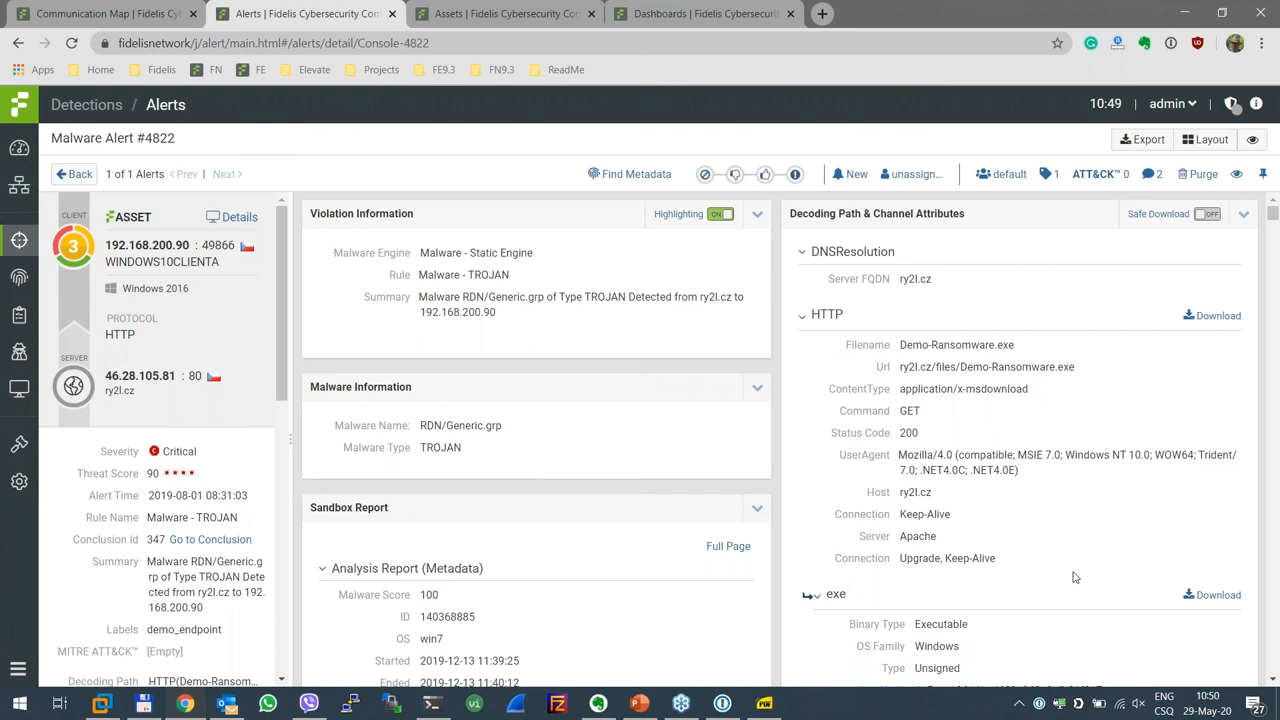 Communication Map | Fidelis Cy
Alerts | Fidelis Cybersecurity Com
Assets | Fidelis Cybersecurity Con
Dashboards | Fidelis Cybersecurit
fidelisnetwork/j/alert/main.html#/alerts/detail/Console-4822
Apps Home Fidelis FN FE Elevate Projects FE9.3 FN9.3 ReadMe
Detections / Alerts
10:49 | admin
Malware Alert #4822
Export Layout
Back 1 of 1 Alerts Prev | Next
Find Metadata New unassign... default 1 ATT&CK™ 0 2 Purge
CLIENT
ASSET Details
3
192.168.200.90 : 49866
WINDOWS10CLIENTA
Windows 2016
PROTOCOL
HTTP
SERVER
46.28.105.81 : 80
ry2l.cz
Severity Critical
Threat Score 90
Alert Time 2019-08-01 08:31:03
Rule Name Malware - TROJAN
Conclusion Id 347 Go to Conclusion
Summary Malware RDN/Generic.g
rp of Type TROJAN Dete
cted from ry2l.cz to 192.
168.200.90
Labels demo_endpoint
MITRE ATT&CK™ [Empty]
Decoding Path HTTP(Demo-Ransom...
Violation Information Highlighting ON
Malware Engine Malware - Static Engine
Rule Malware - TROJAN
Summary Malware RDN/Generic.grp of Type TROJAN Detected from ry2l.cz to
192.168.200.90
Malware Information
Malware Name: RDN/Generic.grp
Malware Type TROJAN
Sandbox Report
Full Page
Analysis Report (Metadata)
Malware Score 100
ID 140368885
OS win7
Started 2019-12-13 11:39:25
Ended 2019-12-13 11:40:12
Decoding Path & Channel Attributes Safe Download OFF
DNSResolution
Server FQDN ry2l.cz
HTTP Download
Filename Demo-Ransomware.exe
Url ry2l.cz/files/Demo-Ransomware.exe
ContentType application/x-msdownload
Command GET
Status Code 200
UserAgent Mozilla/4.0 (compatible; MSIE 7.0; Windows NT 10.0; WOW64; Trident/
7.0; .NET4.0C; .NET4.0E)
Host ry2l.cz
Connection Keep-Alive
Server Apache
Connection Upgrade, Keep-Alive
exe Download
Binary Type Executable
OS Family Windows
Type Unsigned
ENG
CSQ
10:50
29-May-20
27